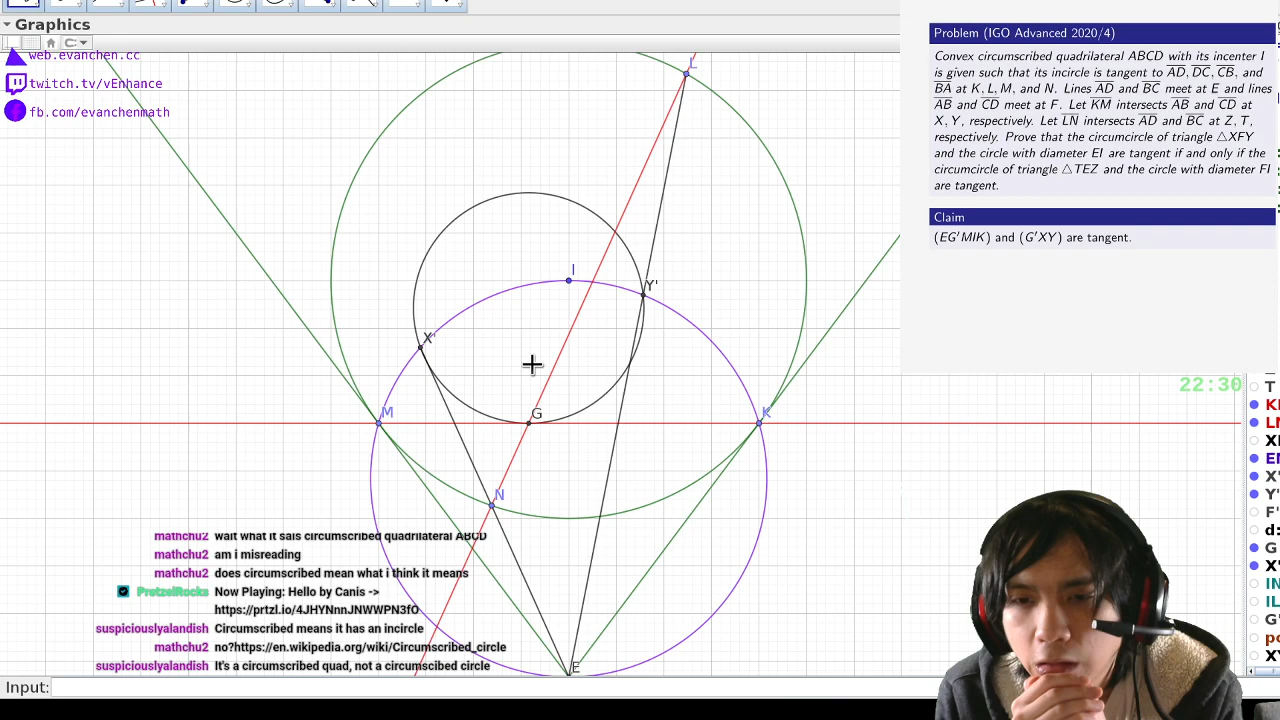 Graphics
web.evanchen.cc
twitch.tv/vEnhance
fb.com/evanchenmath
Problem (IGO Advanced 2020/4)
Convex circumscribed quadrilateral ABCD with its incenter I
is given such that its incircle is tangent to AD, DC, CB, and
BA at K, L, M, and N. Lines AD and BC meet at E and lines
AB and CD meet at F. Let KM intersects AB and CD at
X, Y, respectively. Let LN intersects AD and BC at Z, T,
respectively. Prove that the circumcircle of triangle △XFY
and the circle with diameter EI are tangent if and only if the
circumcircle of triangle △TEZ and the circle with diameter FI
are tangent.
Claim
(EG′MIK) and (G′XY) are tangent.
L
I
Y'
X'
M
G
K
N
E
22:30
T
G
mathchu2 wait what it sais circumscribed quadrilateral ABCD
mathchu2 am i misreading
mathchu2 does circumscribed mean what i think it means
PretzelRocks Now Playing: Hello by Canis ->
https://prtzl.io/4JHYNnnJNWWPN3fO
suspiciouslyalandish Circumscribed means it has an incircle
mathchu2 no?https://en.wikipedia.org/wiki/Circumscribed_circle
suspiciouslyalandish It's a circumscribed quad, not a circumscibed circle
Input: